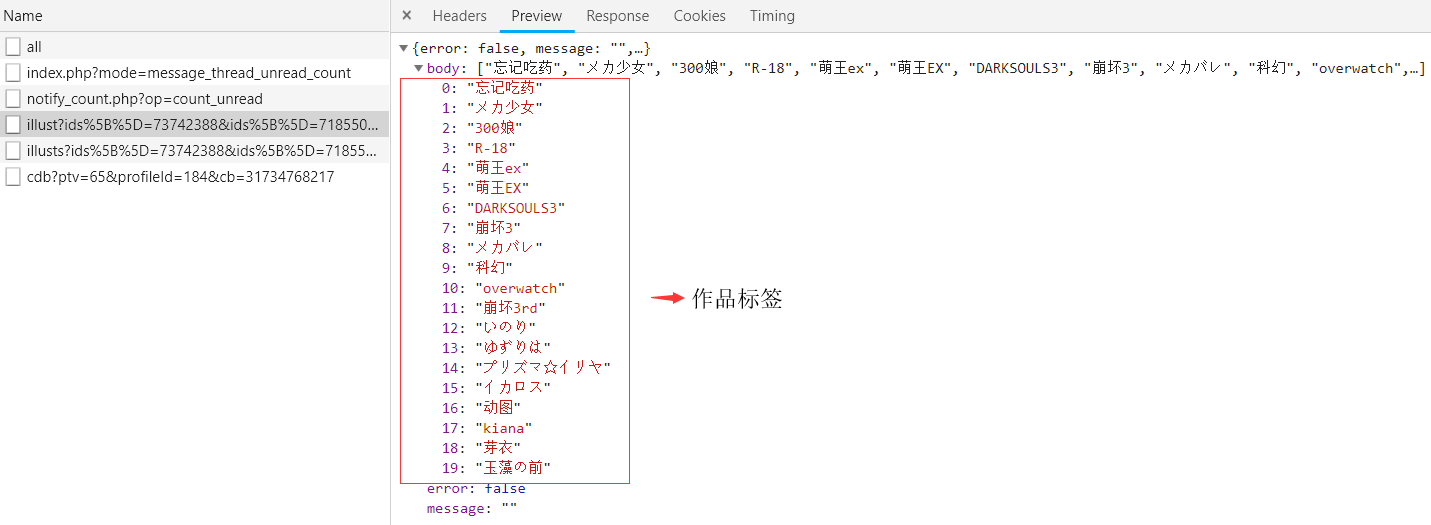 Name
× Headers Preview Response Cookies Timing
all
index.php?mode=message_thread_unread_count
notify_count.php?op=count_unread
illust?ids%5B%5D=73742388&ids%5B%5D=718550...
illusts?ids%5B%5D=73742388&ids%5B%5D=71855...
cdb?ptv=65&profileId=184&cb=31734768217
▼{error: false, message: "",…}
▼body: ["忘记吃药", "メカ少女", "300娘", "R-18", "萌王ex", "萌王EX", "DARKSOULS3", "崩坏3", "メカバレ", "科幻", "overwatch",…]
0: "忘记吃药"
1: "メカ少女"
2: "300娘"
3: "R-18"
4: "萌王ex"
5: "萌王EX"
6: "DARKSOULS3"
7: "崩坏3"
8: "メカバレ"
9: "科幻"
10: "overwatch"
11: "崩坏3rd"
12: "いのり"
13: "ゆずりは"
14: "プリズマ☆イリヤ"
15: "イカロス"
16: "动图"
17: "kiana"
18: "芽衣"
19: "玉藻の前"
error: false
message: ""
作品标签